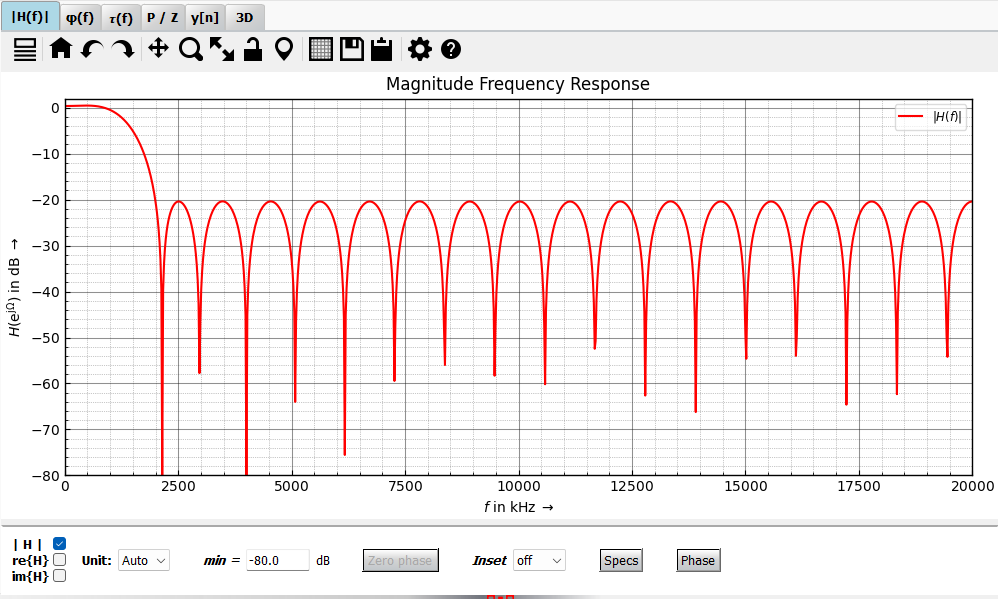 |H(f)| φ(f) τ(f) P / Z y[n] 3D
Magnitude Frequency Response
|H(f)|
0
−10
−20
−30
−40
−50
−60
−70
−80
H(e^jΩ) in dB →
0 2500 5000 7500 10000 12500 15000 17500 20000
f in kHz →
| H |
re{H} Unit: Auto min = -80.0 dB Zero phase Inset off Specs Phase
im{H}